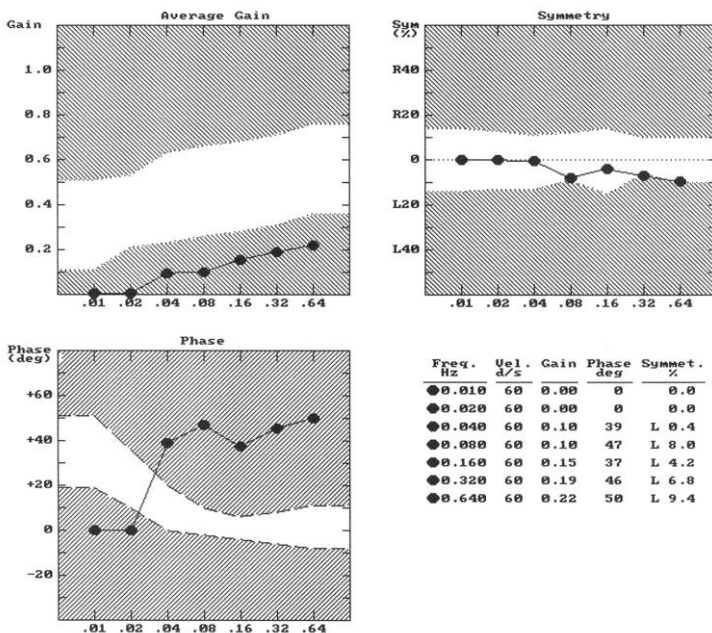 Average Gain
Gain
1.0
0.8
0.6
0.4
0.2
.01 .02 .04 .08 .16 .32 .64
Symmetry
Sym
(%)
R40
R20
0
L20
L40
.01 .02 .04 .08 .16 .32 .64
Phase
Phase
(deg)
+60
+40
+20
0
-20
.01 .02 .04 .08 .16 .32 .64
Freq. Vel. Gain Phase Symmet.
Hz d/s deg %
0.010 60 0.00 0 0.0
0.020 60 0.00 0 0.0
0.040 60 0.10 39 L 0.4
0.080 60 0.10 47 L 8.0
0.160 60 0.15 37 L 4.2
0.320 60 0.19 46 L 6.8
0.640 60 0.22 50 L 9.4